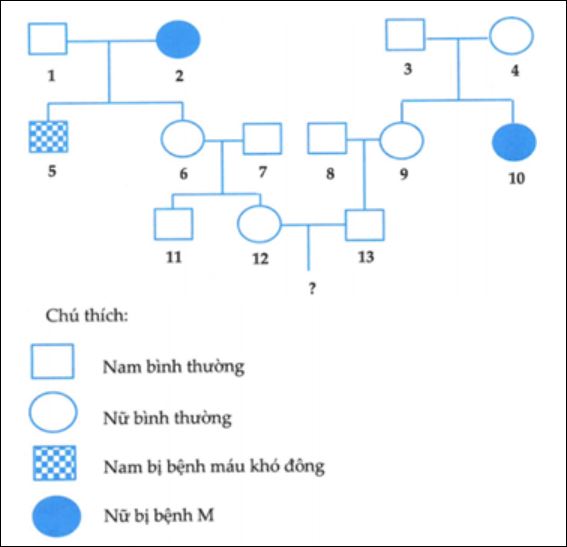 1 2 3 4
5 6 7 8 9 10
11 12 13
?
Chú thích:
Nam bình thường
Nữ bình thường
Nam bị bệnh máu khó đông
Nữ bị bệnh M